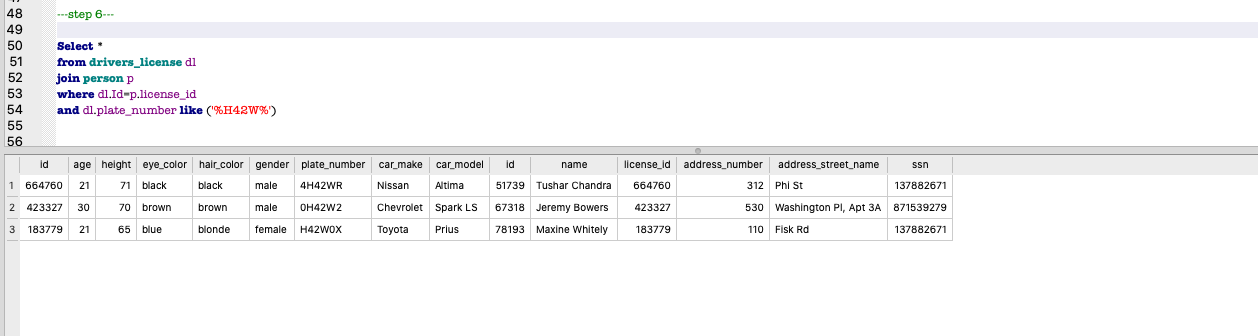 48 ---step 6---
49
50 Select *
51 from drivers_license dl
52 join person p
53 where dl.Id=p.license_id
54 and dl.plate_number like ('%H42W%')
55
56
id age height eye_color hair_color gender plate_number car_make car_model id name license_id address_number address_street_name ssn
1 664760 21 71 black black male 4H42WR Nissan Altima 51739 Tushar Chandra 664760 312 Phi St 137882671
2 423327 30 70 brown brown male 0H42W2 Chevrolet Spark LS 67318 Jeremy Bowers 423327 530 Washington Pl, Apt 3A 871539279
3 183779 21 65 blue blonde female H42W0X Toyota Prius 78193 Maxine Whitely 183779 110 Fisk Rd 137882671